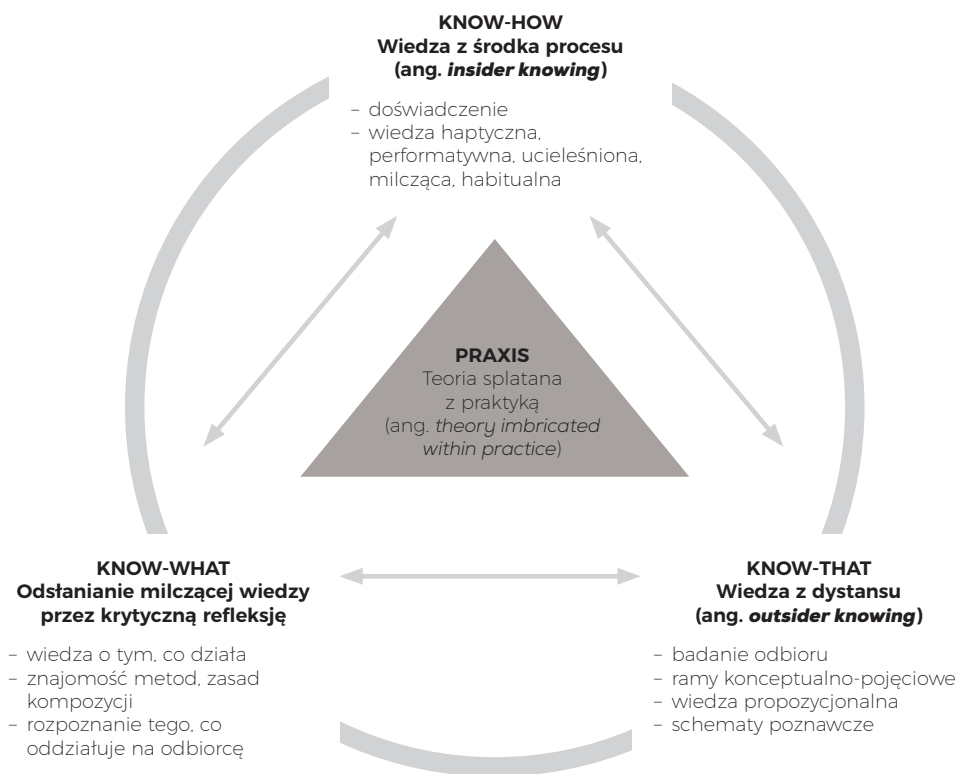 KNOW-HOW
Wiedza z środka procesu
(ang. insider knowing)
– doświadczenie
– wiedza haptyczna,
performatywna, ucieleśniona,
milcząca, habitualna
PRAXIS
Teoria splatana
z praktyką
(ang. theory imbricated
within practice)
KNOW-WHAT
Odsłanianie milczącej wiedzy
przez krytyczną refleksję
– wiedza o tym, co działa
– znajomość metod, zasad
kompozycji
– rozpoznanie tego, co
oddziałuje na odbiorcę
KNOW-THAT
Wiedza z dystansu
(ang. outsider knowing)
– badanie odbioru
– ramy konceptualno-pojęciowe
– wiedza propozycjonalna
– schematy poznawcze